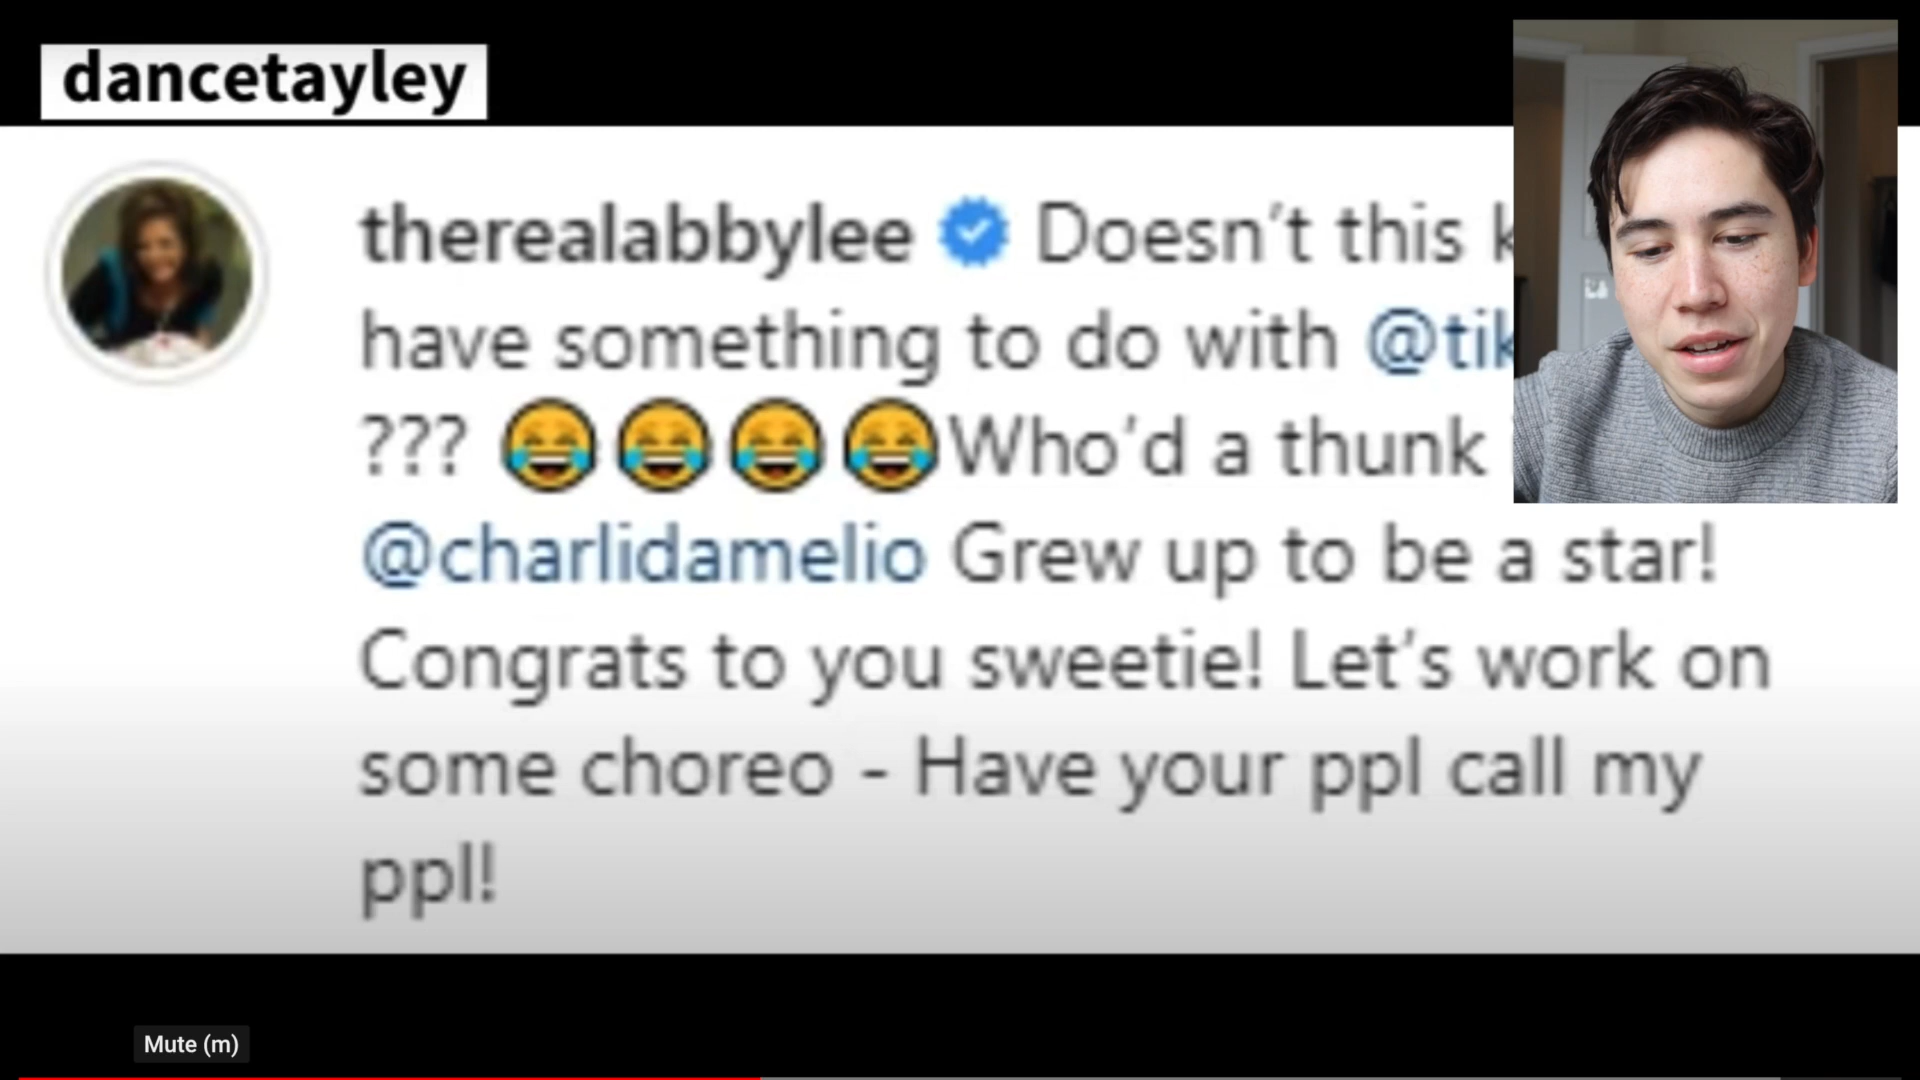 dancetayley
therealabbylee Doesn't this
have something to do with
??? 😂😂😂😂Who'd a thunk
@charlidamelio Grew up to be a star!
Congrats to you sweetie! Let's work on
some choreo - Have your ppl call my
ppl!
Mute (m)